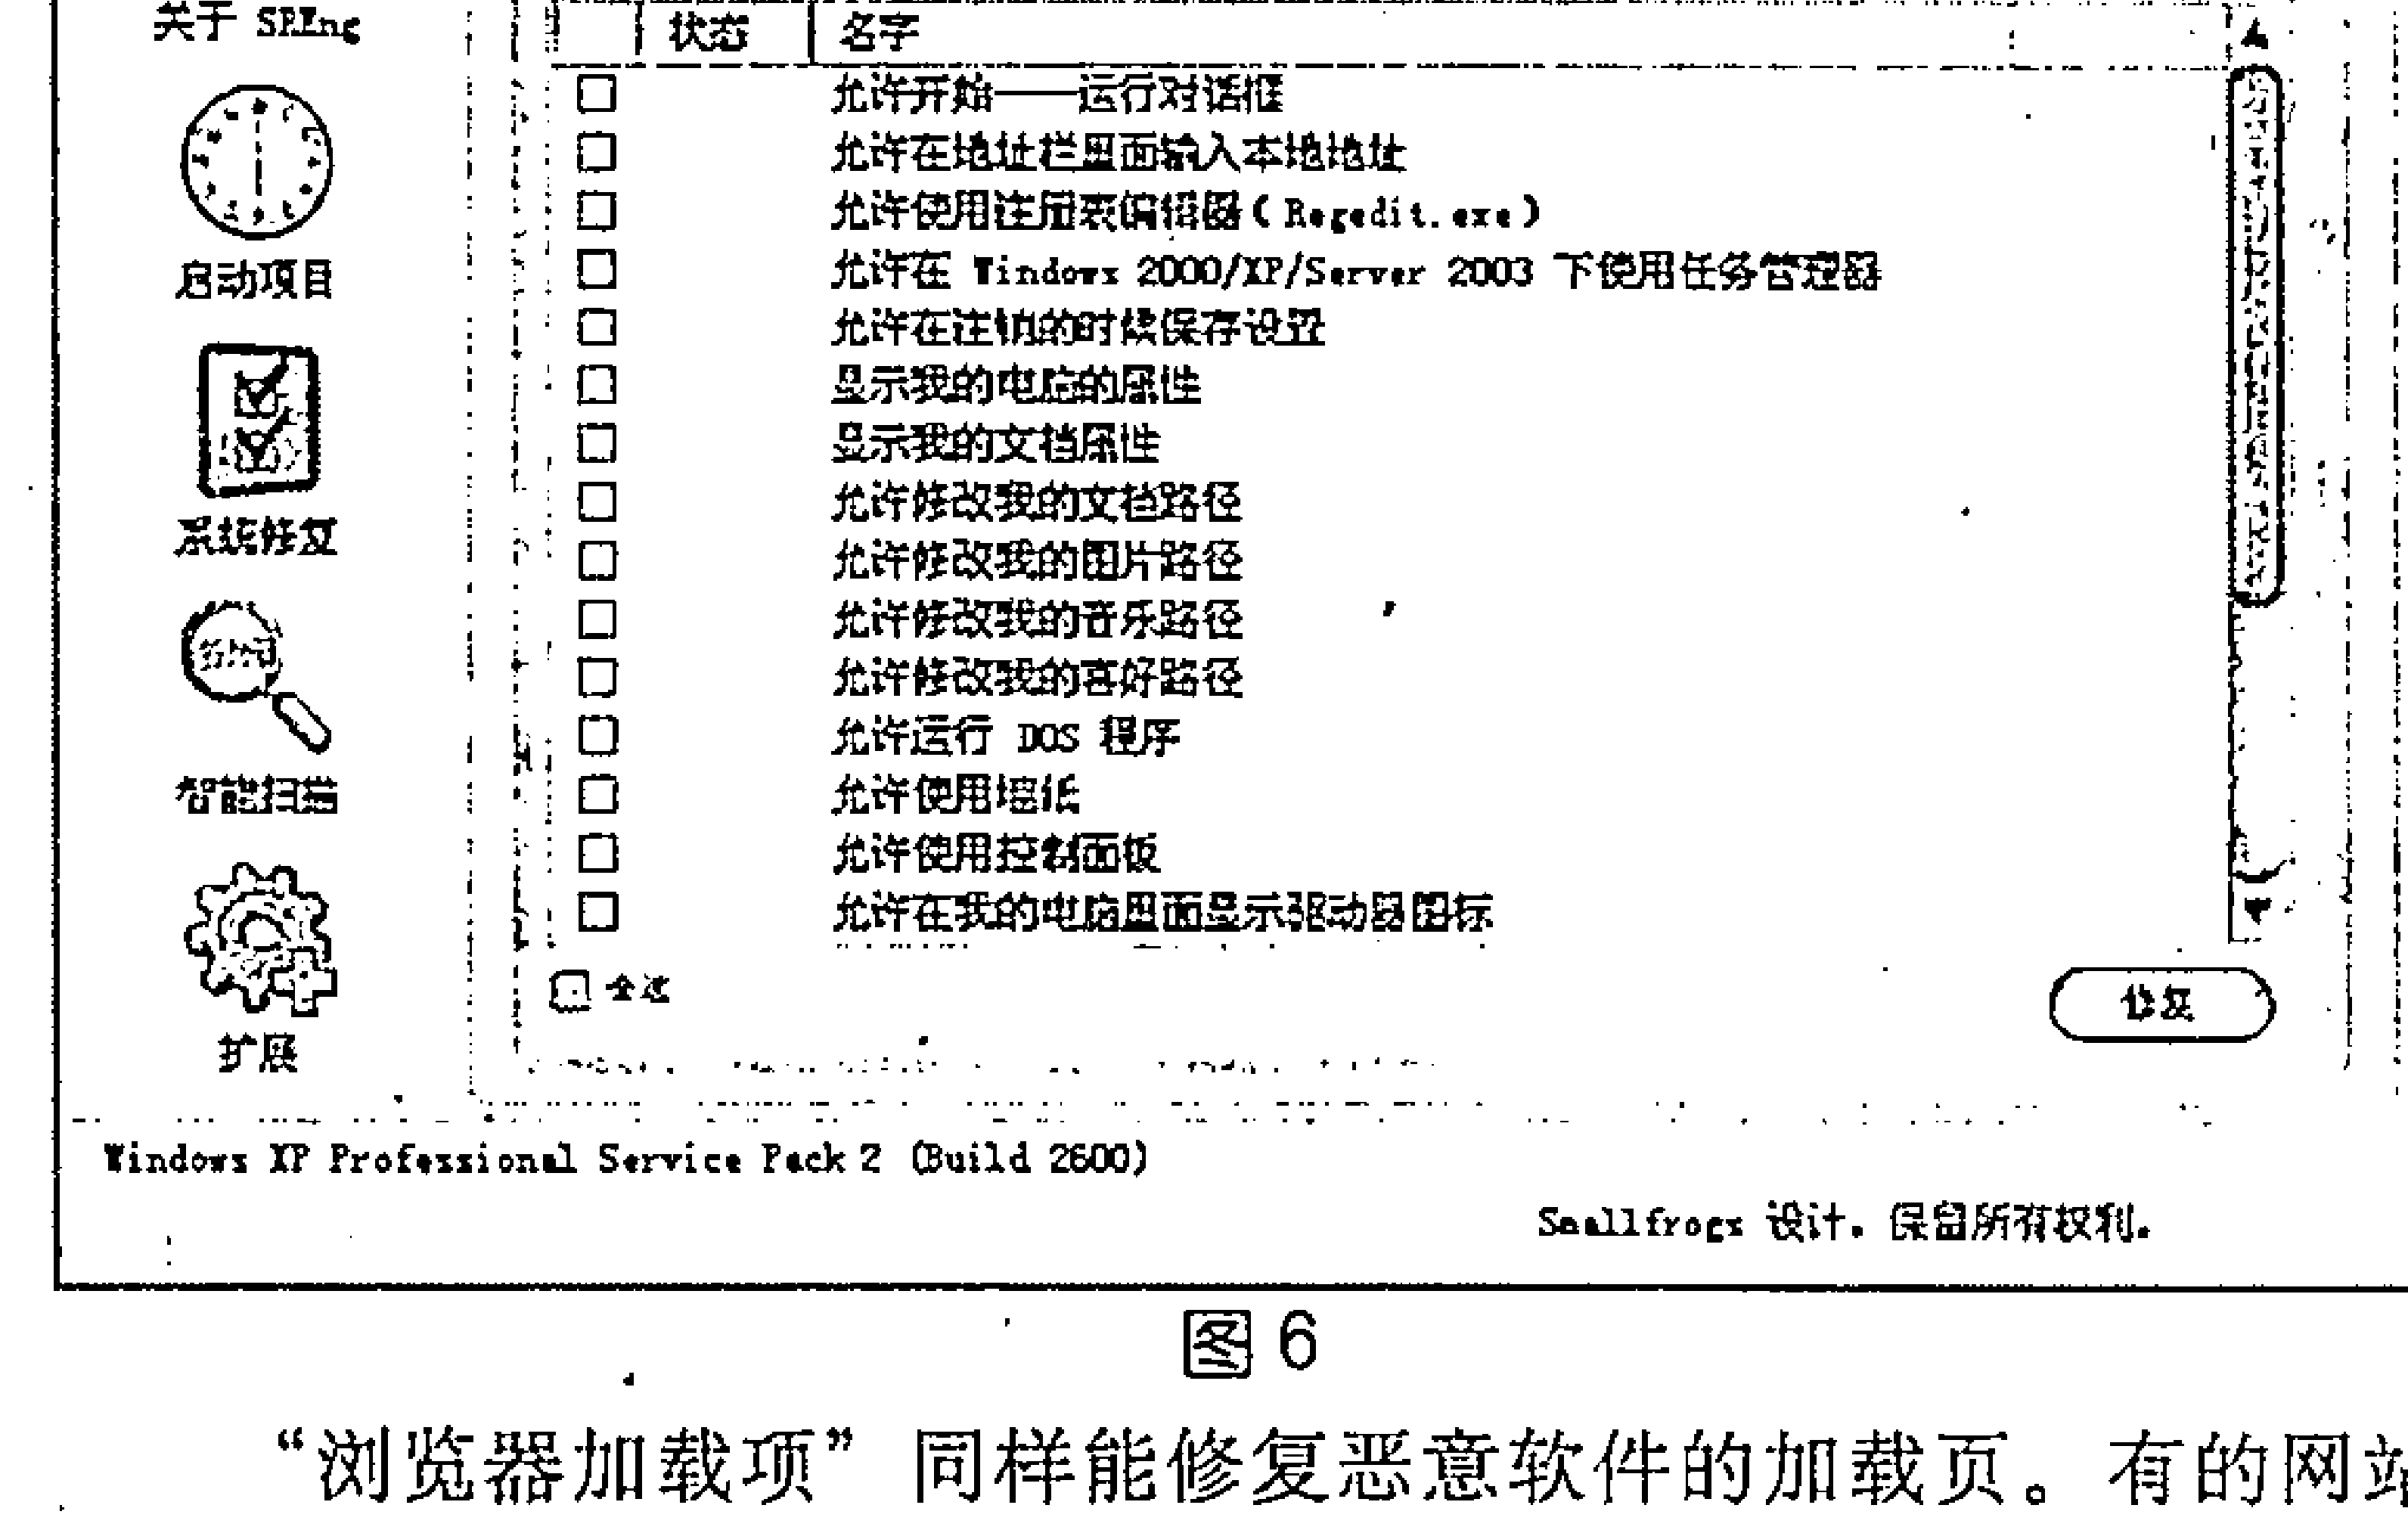 关于 SREng
状态 名字
允许开始——运行对话框
允许在地址栏里面输入本地地址
允许使用注册表编辑器(Regedit.exe)
允许在 Windows 2000/XP/Server 2003 下使用任务管理器
允许在注销的时候保存设置
显示我的电脑的属性
显示我的文档属性
允许修改我的文档路径
允许修改我的图片路径
允许修改我的音乐路径
允许修改我的喜好路径
允许运行 DOS 程序
允许使用墙纸
允许使用控制面板
允许在我的电脑里面显示驱动器图标
启动项目
系统修复
智能扫描
扩展
全选
修复
Windows XP Professional Service Pack 2 (Build 2600)
Smallfrogs 设计. 保留所有权利.
图 6
“浏览器加载项”同样能修复恶意软件的加载页。有的网站